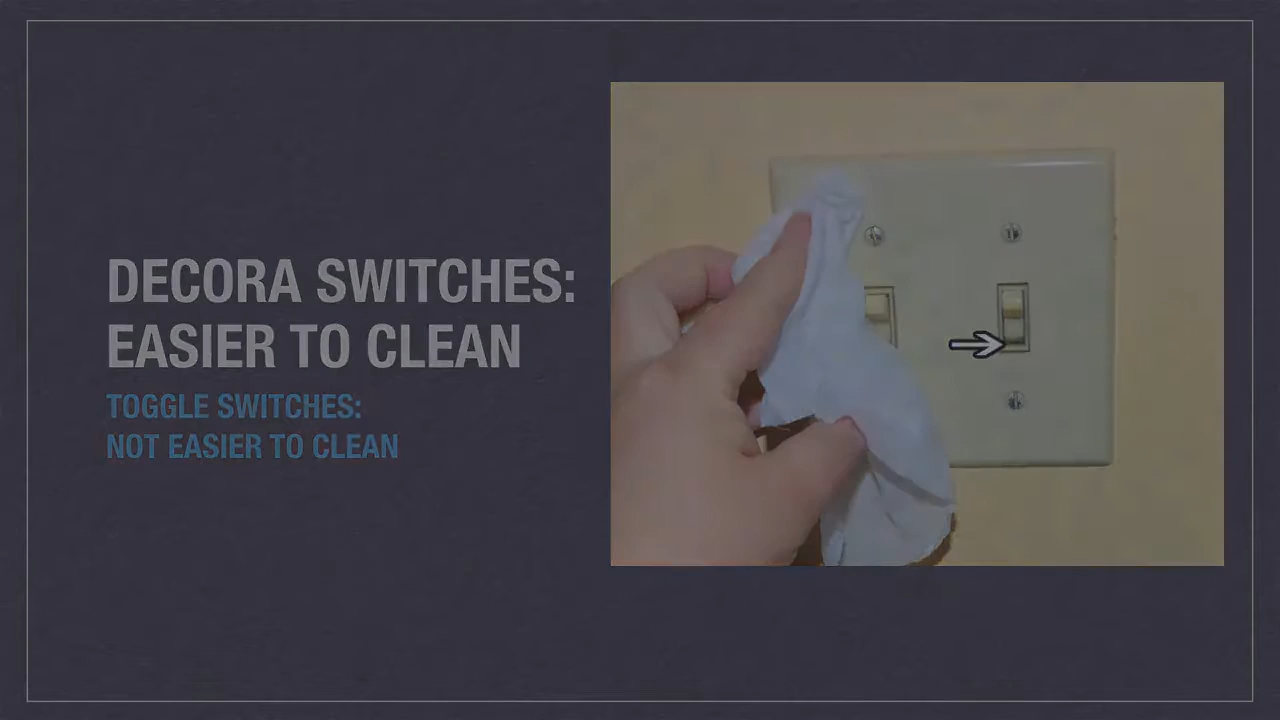 DECORA SWITCHES:
EASIER TO CLEAN
TOGGLE SWITCHES:
NOT EASIER TO CLEAN